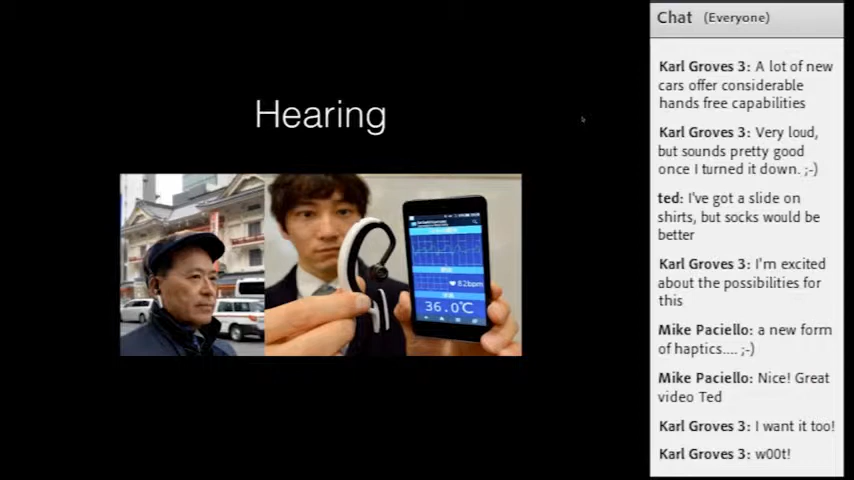 Hearing
82bpm
36.0℃
Chat (Everyone)
Karl Groves 3: A lot of new
cars offer considerable
hands free capabilities
Karl Groves 3: Very loud,
but sounds pretty good
once I turned it down. ;-)
ted: I've got a slide on
shirts, but socks would be
better
Karl Groves 3: I'm excited
about the possibilities for
this
Mike Paciello: a new form
of haptics.... ;-)
Mike Paciello: Nice! Great
video Ted
Karl Groves 3: I want it too!
Karl Groves 3: w00t!